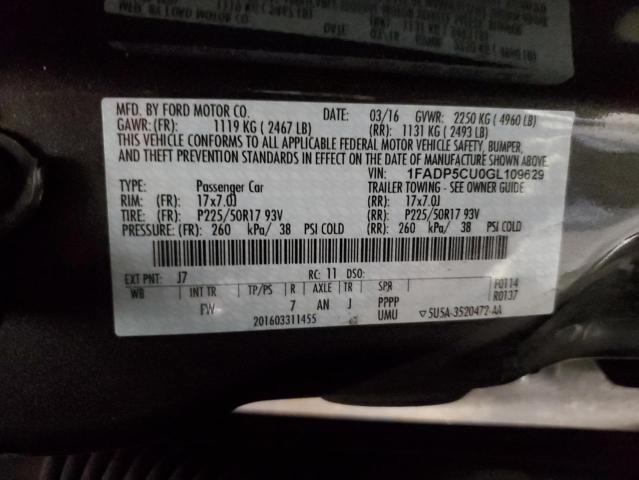 MFD. BY FORD MOTOR CO. DATE: 03/16 GVWR: 2250 KG ( 4960 LB)
GAWR: (FR): 1119 KG ( 2467 LB) (RR): 1131 KG ( 2493 LB)
THIS VEHICLE CONFORMS TO ALL APPLICABLE FEDERAL MOTOR VEHICLE SAFETY, BUMPER,
AND THEFT PREVENTION STANDARDS IN EFFECT ON THE DATE OF MANUFACTURE SHOWN ABOVE.
1FADP5CU0GL109629
TYPE: Passenger Car TRAILER TOWING - SEE OWNER GUIDE
RIM: (FR): 17x7.0J (RR): 17x7.0J
TIRE: (FR): P225/50R17 93V (RR): P225/50R17 93V
PRESSURE: (FR): 260 kPa/ 38 PSI COLD (RR): 260 kPa/ 38 PSI COLD
EXT PNT: J7 RC: 11 DSO:
WB INT TR TP/PS R AXLE TR SPR F0114
FW 7 AN J PPPP R0137
201603311455 UMU ▽5U5A-3520472-AA